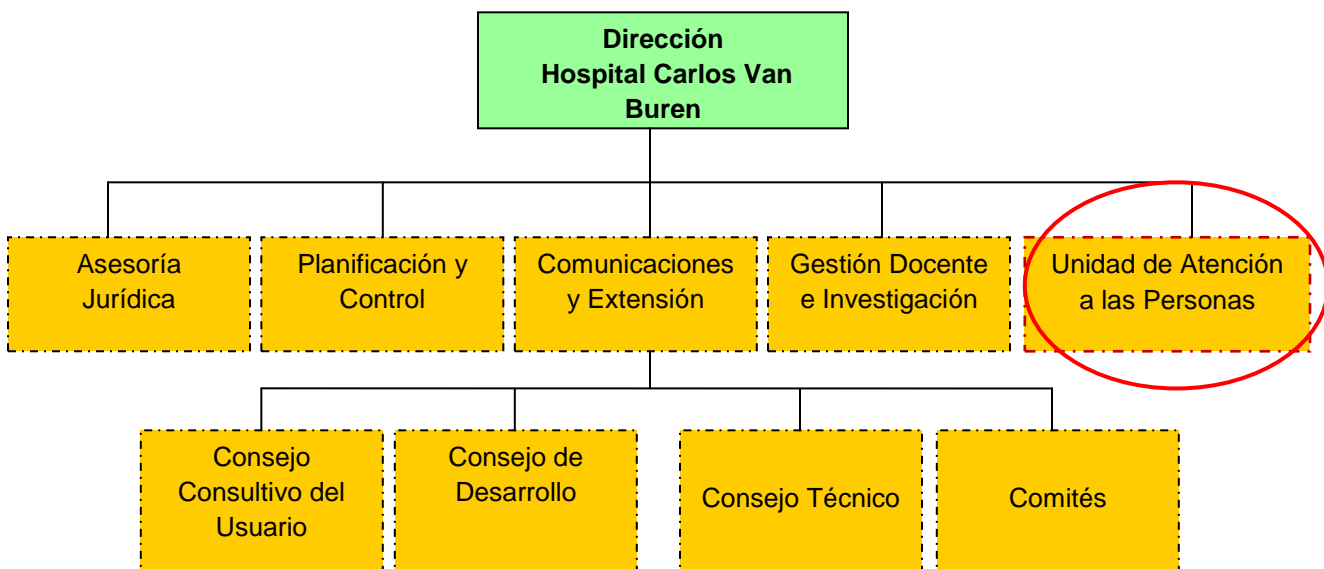 Dirección
Hospital Carlos Van
Buren
Asesoría
Jurídica
Planificación y
Control
Comunicaciones
y Extensión
Gestión Docente
e Investigación
Unidad de Atención
a las Personas
Consejo
Consultivo del
Usuario
Consejo de
Desarrollo
Consejo Técnico
Comités